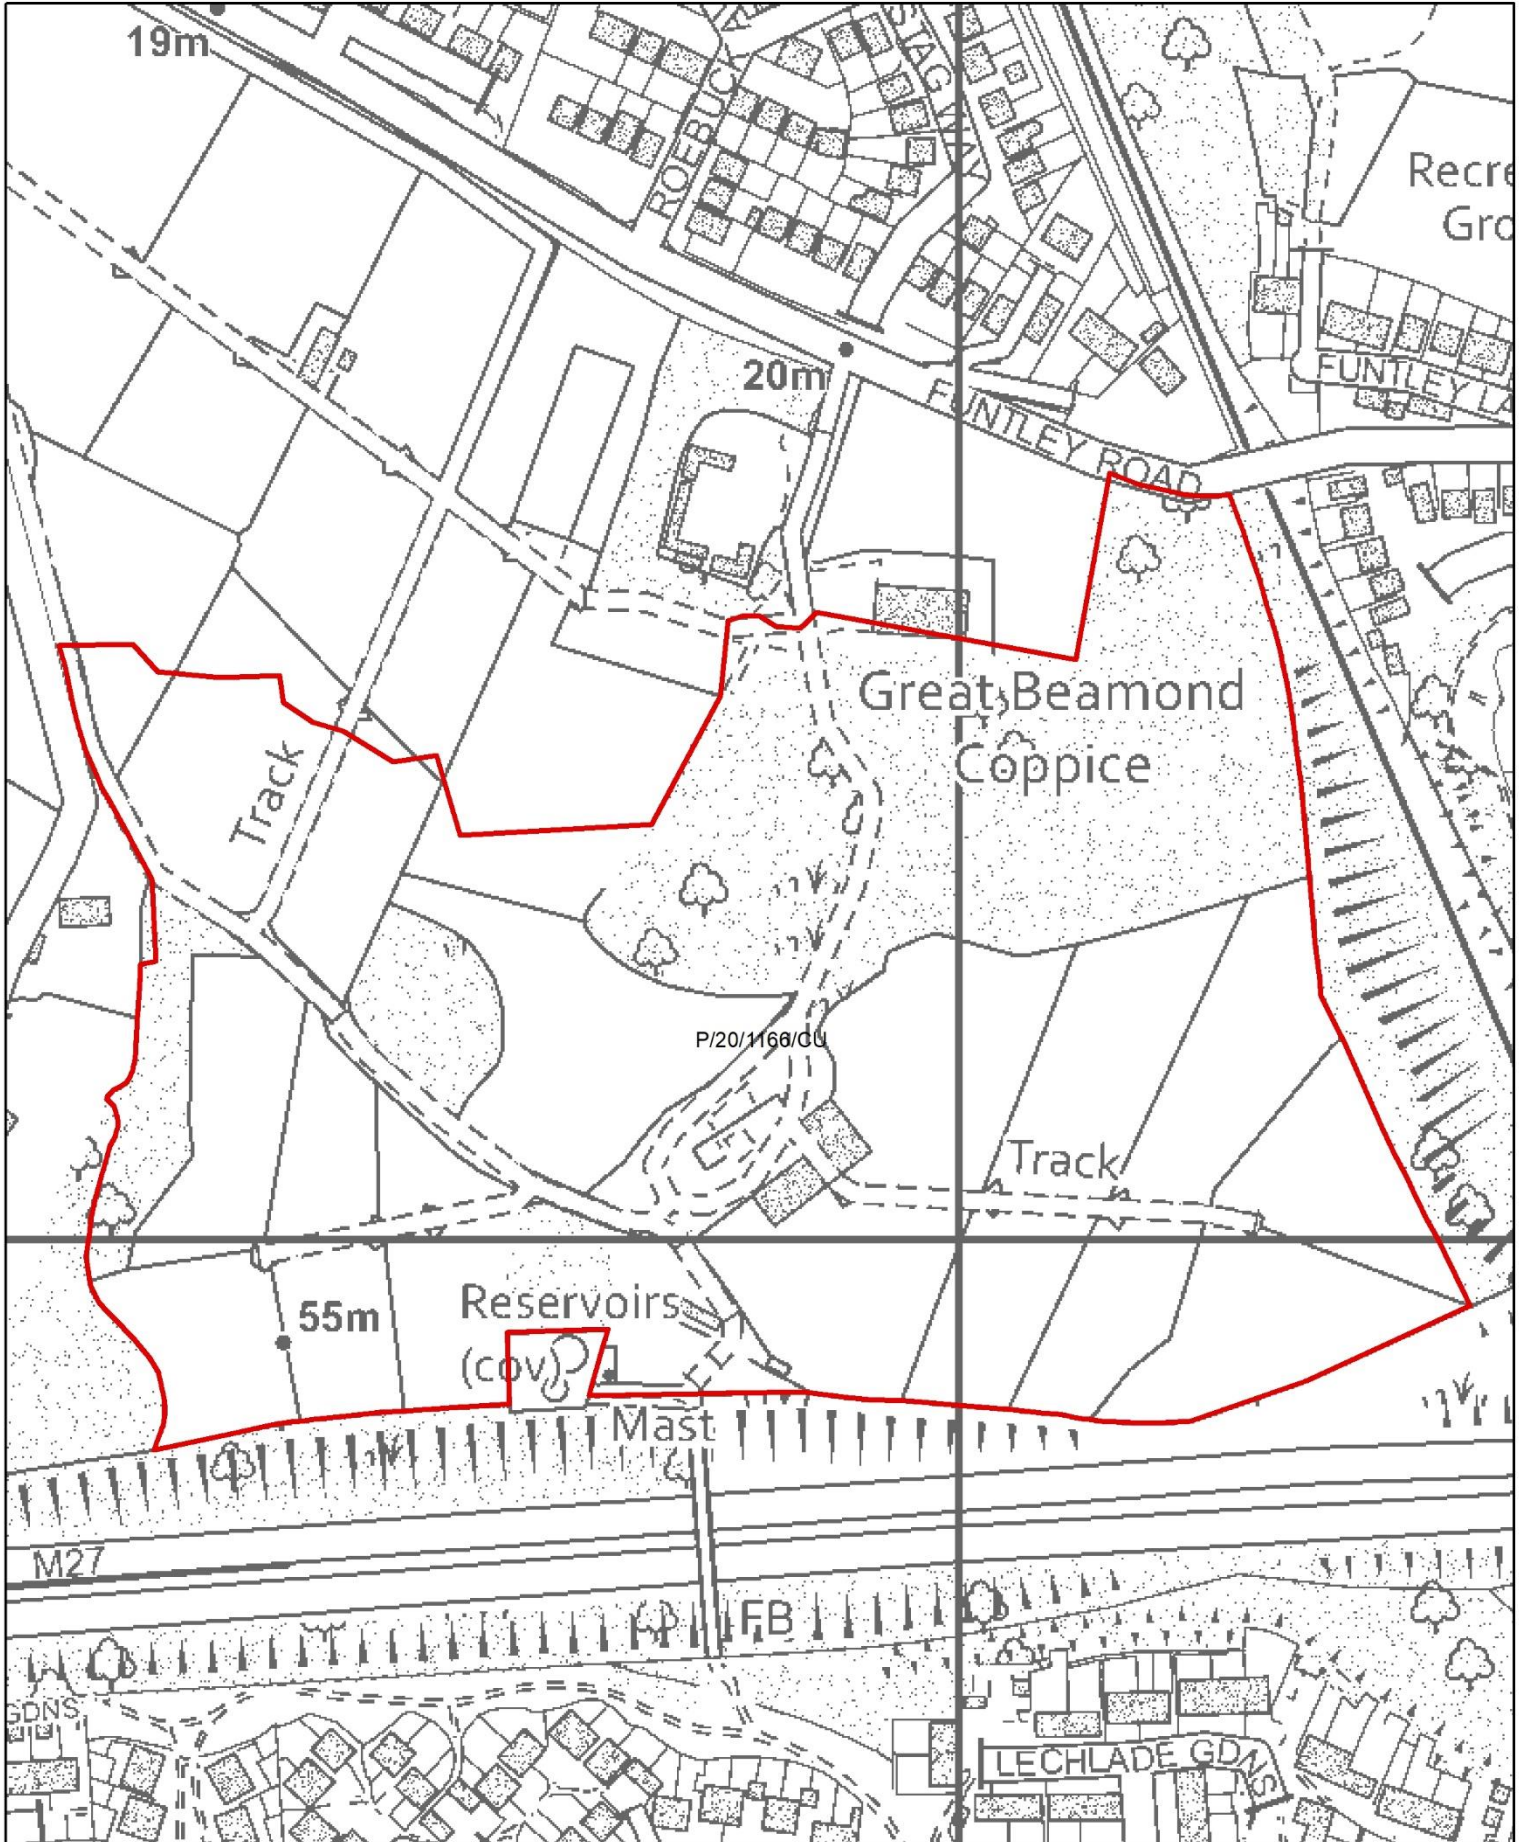 19m
ROEBUCK
STAG WAY
Recre
Gro
20m
FUNTLEY ROAD
FUNTLEY LA
Great Beamond
Coppice
Track
P/20/1166/CU
Track
55m
Reservoirs
(cov)
Mast
M27
FB
GDNS
LECHLADE GDNS